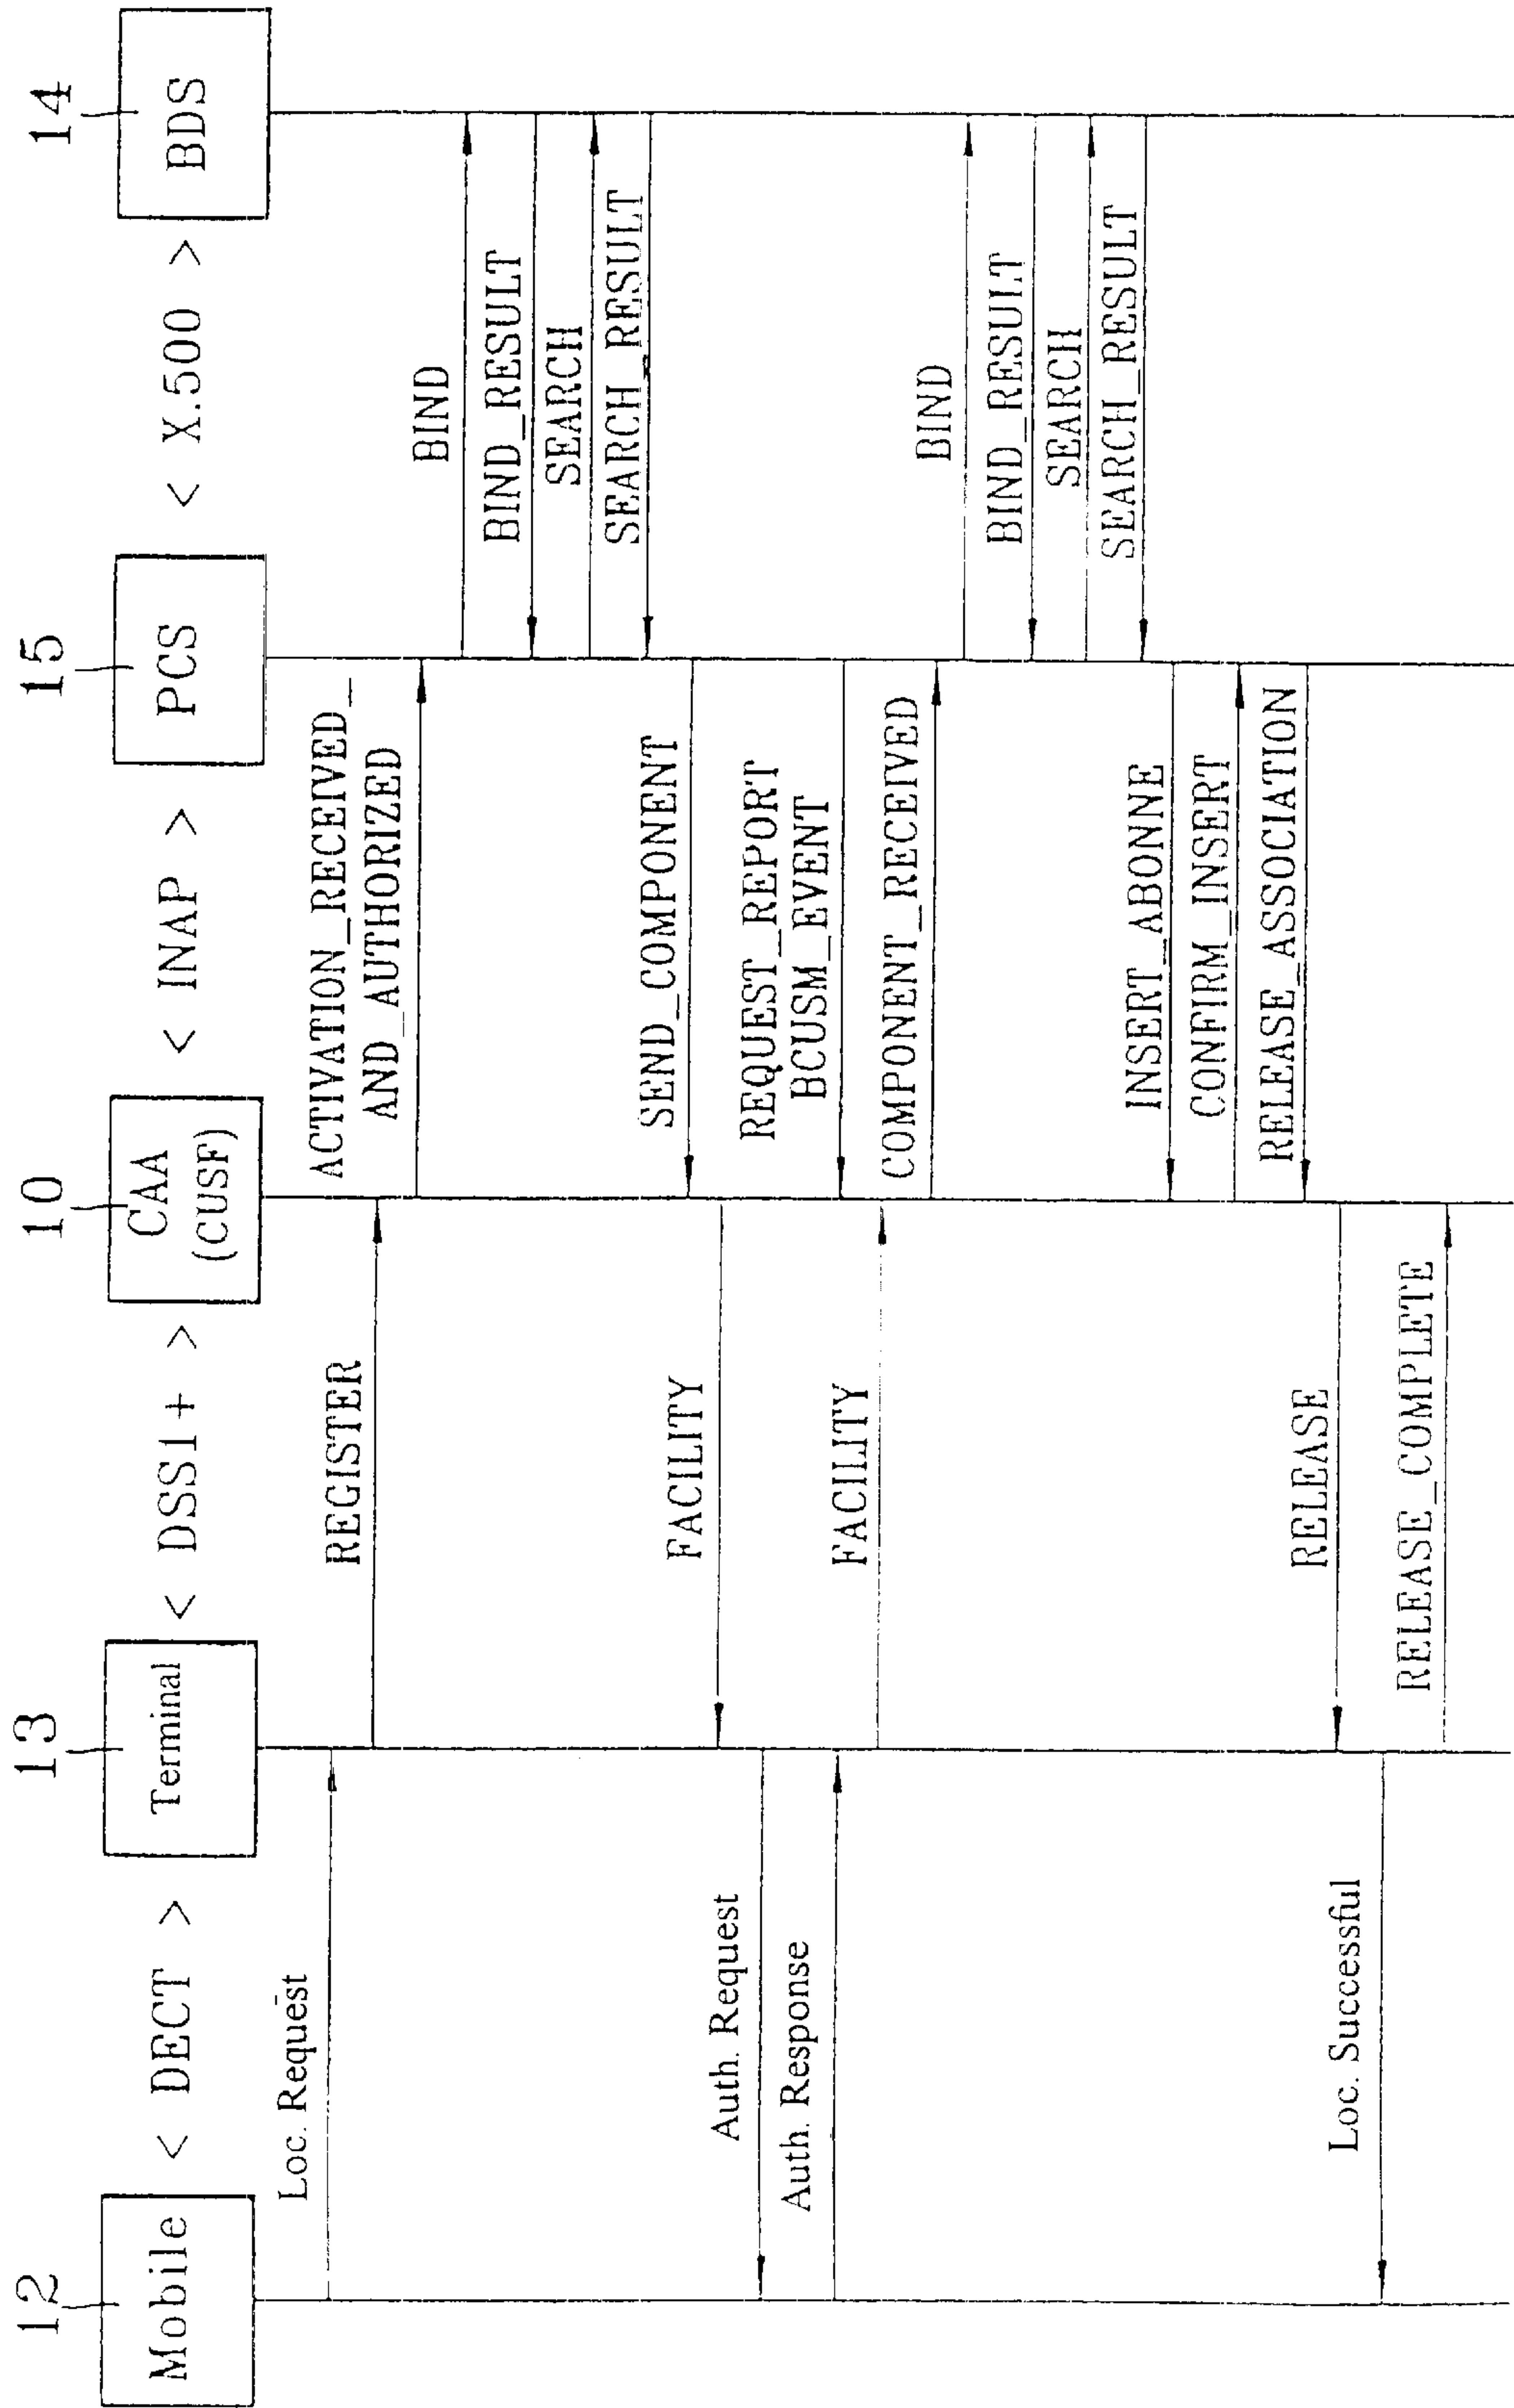 12
13
10
15
14
Mobile
< DECT >
Terminal
< DSS1+ >
CAA
(CUSF)
< INAP >
PCS
< X.500 >
BDS
Loc. Request
REGISTER
ACTIVATION_RECEIVED_
AND_AUTHORIZED
BIND
BIND_RESULT
SEARCH
SEARCH_RESULT
SEND_COMPONENT
FACILITY
Auth. Request
Auth. Response
REQUEST_REPORT
BCUSM_EVENT
FACILITY
COMPONENT_RECEIVED
BIND
BIND_RESULT
SEARCH
SEARCH_RESULT
INSERT_ABONNE
CONFIRM_INSERT
RELEASE_ASSOCIATION
RELEASE
Loc. Successful
RELEASE_COMPLETE